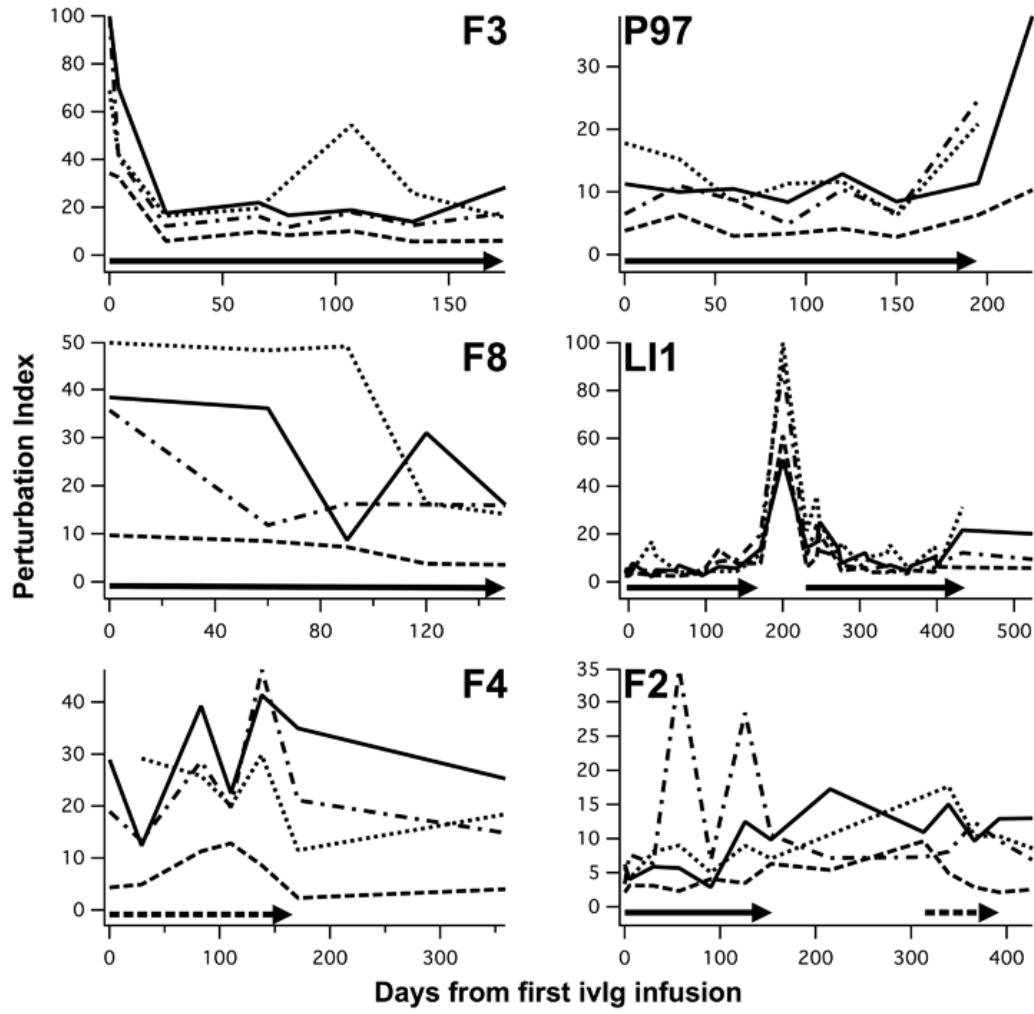 F3
100
80
60
40
20
0
0 50 100 150
P97
30
20
10
0
0 50 100 150 200
F8
50
40
30
20
10
0
0 40 80 120
LI1
100
80
60
40
20
0
0 100 200 300 400 500
F4
40
30
20
10
0
0 100 200 300
F2
35
30
25
20
15
10
5
0
0 100 200 300 400
Perturbation Index
Days from first ivIg infusion